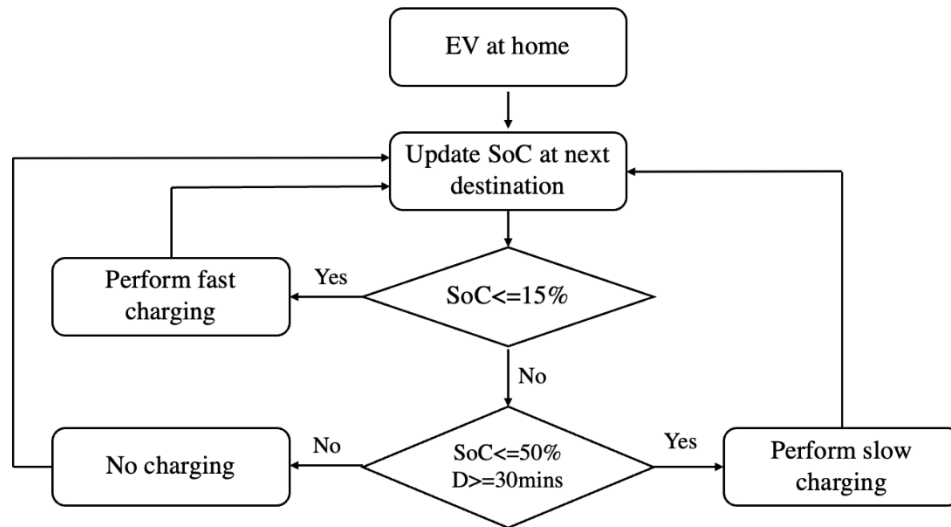 EV at home
Update SoC at next
destination
Perform fast
charging
Yes
SoC<=15%
No
No charging
No
SoC<=50%
D>=30mins
Yes
Perform slow
charging